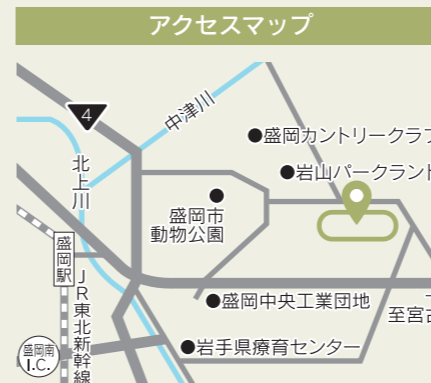 アクセスマップ
4
中津川
●盛岡カントリークラブ
北上川
●岩山パークランド
盛岡市
動物公園
盛岡駅
JR東北新幹線
●盛岡中央工業団地
至宮古
盛岡南
I.C.
●岩手県療育センター